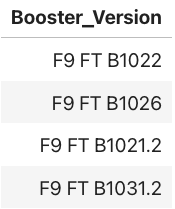 Booster_Version
F9 FT B1022
F9 FT B1026
F9 FT B1021.2
F9 FT B1031.2